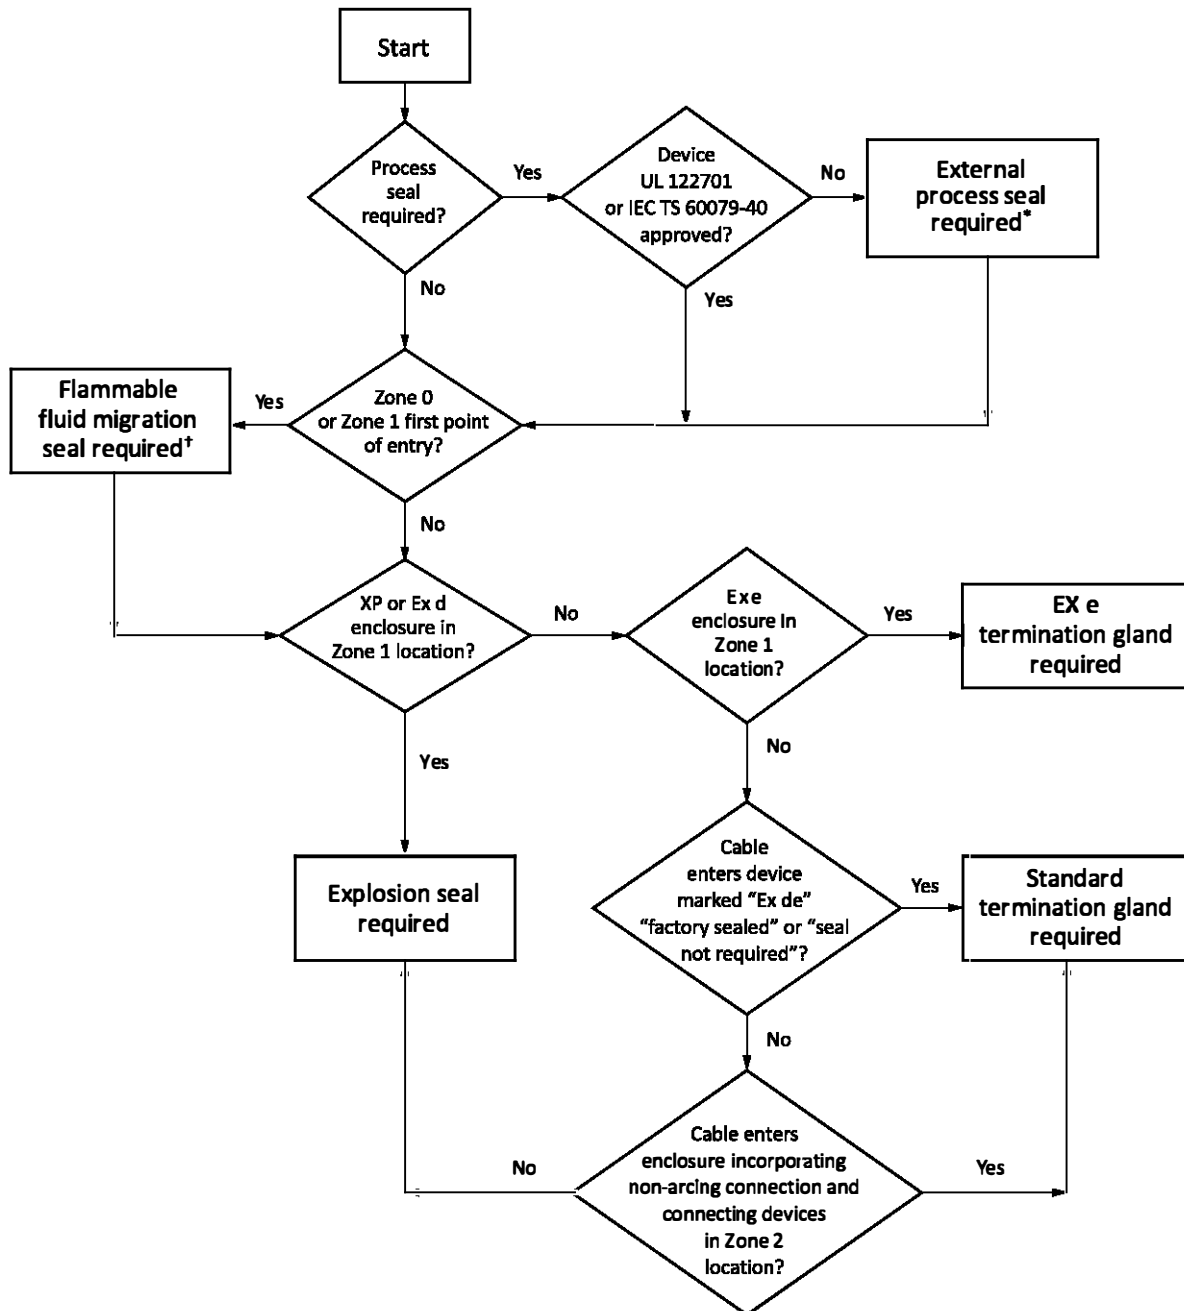 Start
Process
seal
required?
Yes
Device
UL 122701
or IEC TS 60079-40
approved?
No
External
process seal
required*
No
Yes
Flammable
fluid migration
seal required†
Yes
Zone 0
or Zone 1 first point
of entry?
No
XP or Ex d
enclosure in
Zone 1 location?
No
Ex e
enclosure in
Zone 1
location?
Yes
EX e
termination gland
required
Yes
No
Explosion seal
required
Cable
enters device
marked “Ex de”
“factory sealed” or “seal
not required”?
Yes
Standard
termination gland
required
No
No
Cable enters
enclosure incorporating
non-arcing connection and
connecting devices
in Zone 2
location?
Yes